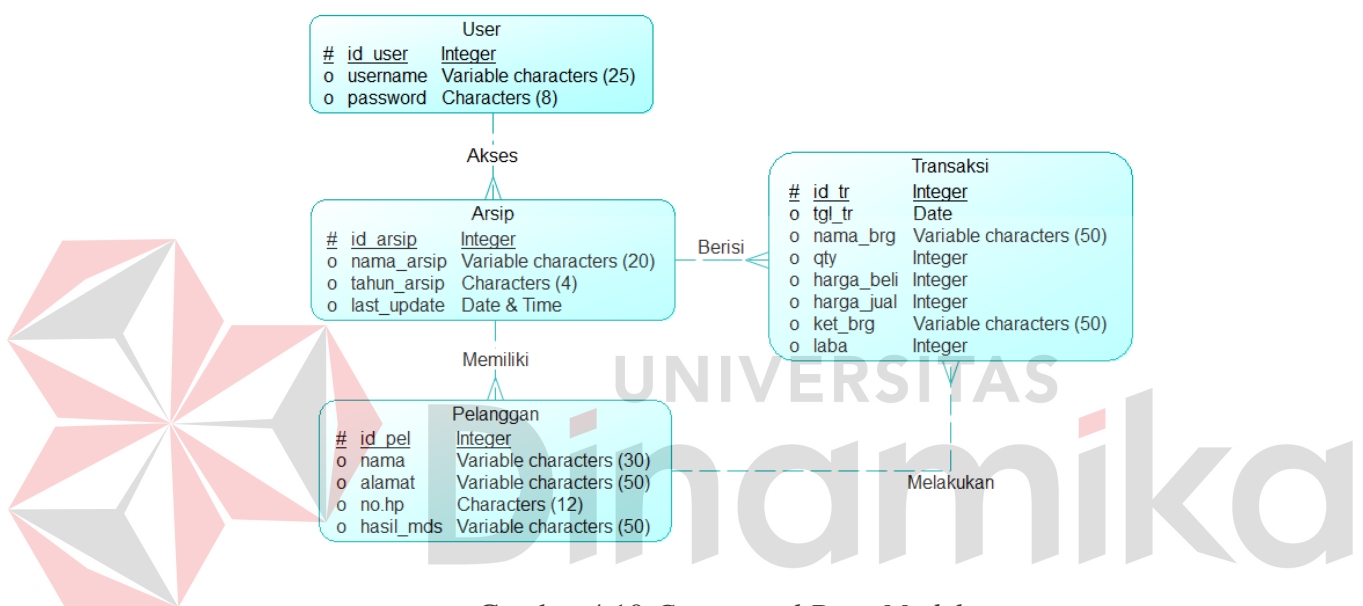 User
# id_user Integer
o username Variable characters (25)
o password Characters (8)
Akses
Arsip
# id_arsip Integer
o nama_arsip Variable characters (20)
o tahun_arsip Characters (4)
o last_update Date & Time
Berisi
Transaksi
# id_tr Integer
o tgl_tr Date
o nama_brg Variable characters (50)
o qty Integer
o harga_beli Integer
o harga_jual Integer
o ket_brg Variable characters (50)
o laba Integer
Memiliki
Pelanggan
# id_pel Integer
o nama Variable characters (30)
o alamat Variable characters (50)
o no.hp Characters (12)
o hasil_mds Variable characters (50)
Melakukan
UNIVERSITAS
Dinamika